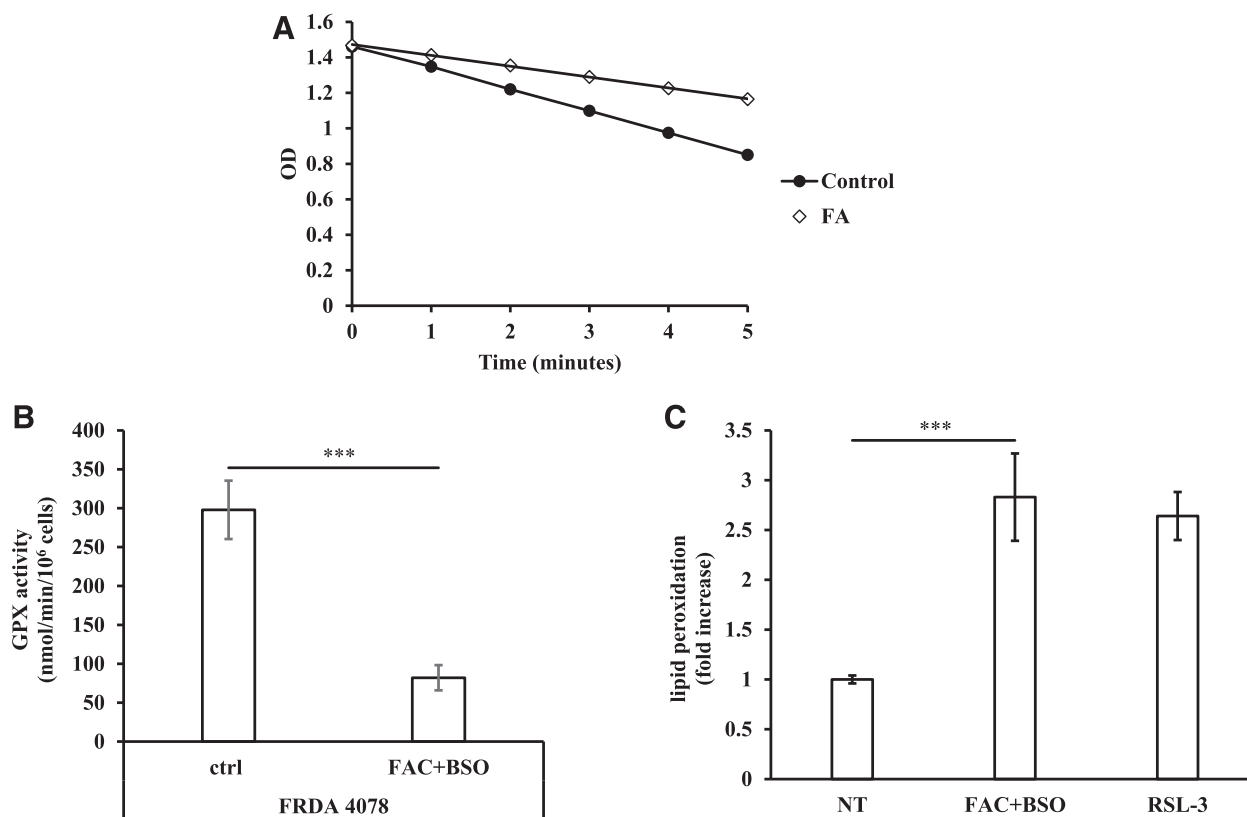 A
1.6
1.4
1.2
1
0.8
0.6
0.4
0.2
0
OD
0 1 2 3 4 5
Time (minutes)
Control
FA
B
400
350
300
250
200
150
100
50
0
GPX activity
(nmol/min/10⁶ cells)
***
ctrl FAC+BSO
FRDA 4078
C
3.5
3
2.5
2
1.5
1
0.5
0
lipid peroxidation
(fold increase)
***
NT FAC+BSO RSL-3